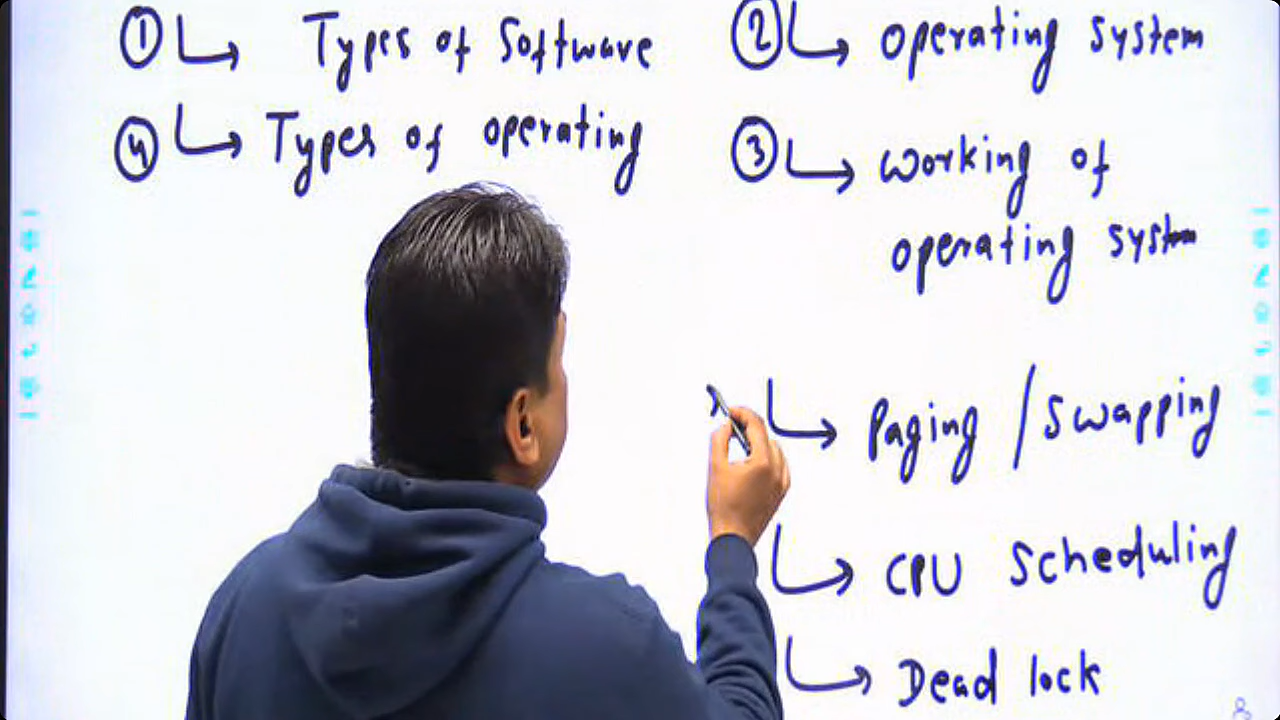 ① Types of Software
② operating system
④ Types of operating
③ working of
operating system
Paging / Swapping
CPU Scheduling
Dead lock